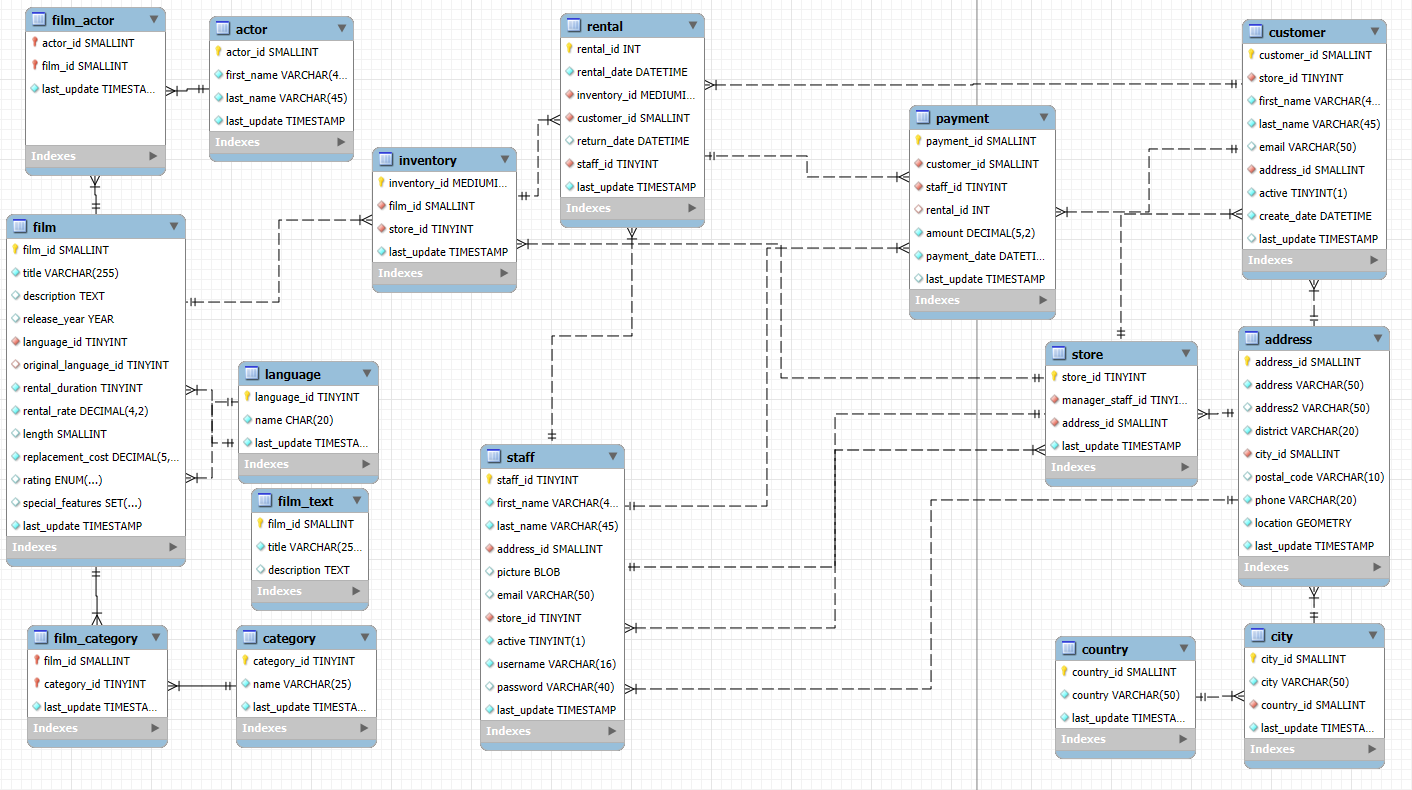 film_actor
actor_id SMALLINT
film_id SMALLINT
last_update TIMESTA...
Indexes
actor
actor_id SMALLINT
first_name VARCHAR(4...
last_name VARCHAR(45)
last_update TIMESTAMP
Indexes
rental
rental_id INT
rental_date DATETIME
inventory_id MEDIUMI...
customer_id SMALLINT
return_date DATETIME
staff_id TINYINT
last_update TIMESTAMP
Indexes
customer
customer_id SMALLINT
store_id TINYINT
first_name VARCHAR(4...
last_name VARCHAR(45)
email VARCHAR(50)
address_id SMALLINT
active TINYINT(1)
create_date DATETIME
last_update TIMESTAMP
Indexes
payment
payment_id SMALLINT
customer_id SMALLINT
staff_id TINYINT
rental_id INT
amount DECIMAL(5,2)
payment_date DATETI...
last_update TIMESTAMP
Indexes
inventory
inventory_id MEDIUMI...
film_id SMALLINT
store_id TINYINT
last_update TIMESTAMP
Indexes
film
film_id SMALLINT
title VARCHAR(255)
description TEXT
release_year YEAR
language_id TINYINT
original_language_id TINYINT
rental_duration TINYINT
rental_rate DECIMAL(4,2)
length SMALLINT
replacement_cost DECIMAL(5,...
rating ENUM(...)
special_features SET(...)
last_update TIMESTAMP
Indexes
language
language_id TINYINT
name CHAR(20)
last_update TIMESTA...
Indexes
film_text
film_id SMALLINT
title VARCHAR(25...
description TEXT
Indexes
staff
staff_id TINYINT
first_name VARCHAR(4...
last_name VARCHAR(45)
address_id SMALLINT
picture BLOB
email VARCHAR(50)
store_id TINYINT
active TINYINT(1)
username VARCHAR(16)
password VARCHAR(40)
last_update TIMESTAMP
Indexes
store
store_id TINYINT
manager_staff_id TINYI...
address_id SMALLINT
last_update TIMESTAMP
Indexes
address
address_id SMALLINT
address VARCHAR(50)
address2 VARCHAR(50)
district VARCHAR(20)
city_id SMALLINT
postal_code VARCHAR(10)
phone VARCHAR(20)
location GEOMETRY
last_update TIMESTAMP
Indexes
film_category
film_id SMALLINT
category_id TINYINT
last_update TIMESTA...
Indexes
category
category_id TINYINT
name VARCHAR(25)
last_update TIMESTA...
Indexes
country
country_id SMALLINT
country VARCHAR(50)
last_update TIMESTA...
Indexes
city
city_id SMALLINT
city VARCHAR(50)
country_id SMALLINT
last_update TIMESTA...
Indexes